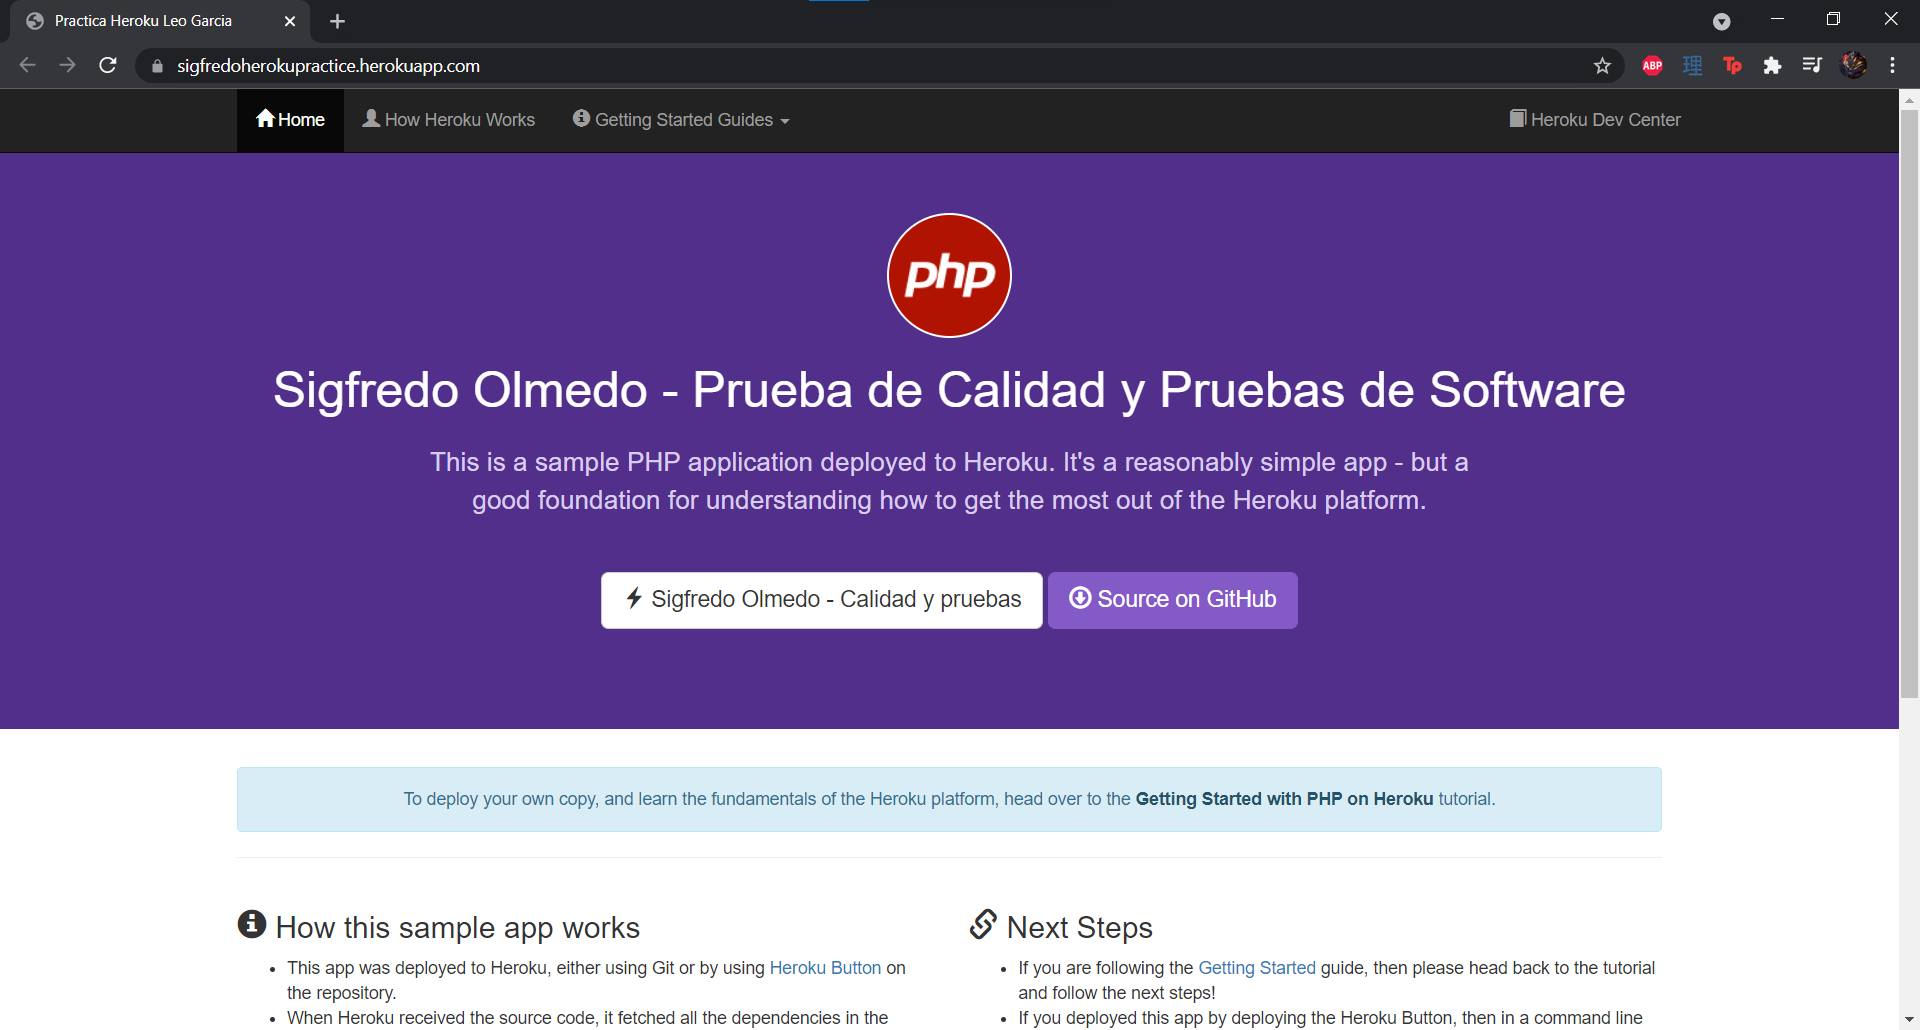 Practica Heroku Leo Garcia
sigfredoherokupractice.herokuapp.com
ABP
理
Tp
Home
How Heroku Works
Getting Started Guides
Heroku Dev Center
php
Sigfredo Olmedo - Prueba de Calidad y Pruebas de Software
This is a sample PHP application deployed to Heroku. It's a reasonably simple app - but a
good foundation for understanding how to get the most out of the Heroku platform.
Sigfredo Olmedo - Calidad y pruebas
Source on GitHub
To deploy your own copy, and learn the fundamentals of the Heroku platform, head over to the Getting Started with PHP on Heroku tutorial.
How this sample app works
This app was deployed to Heroku, either using Git or by using Heroku Button on
the repository.
When Heroku received the source code, it fetched all the dependencies in the
Next Steps
If you are following the Getting Started guide, then please head back to the tutorial
and follow the next steps!
If you deployed this app by deploying the Heroku Button, then in a command line